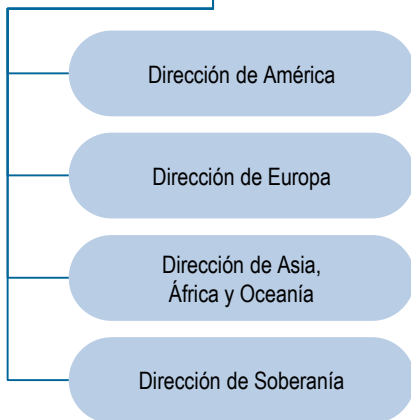 Dirección de América
Dirección de Europa
Dirección de Asia,
África y Oceanía
Dirección de Soberanía